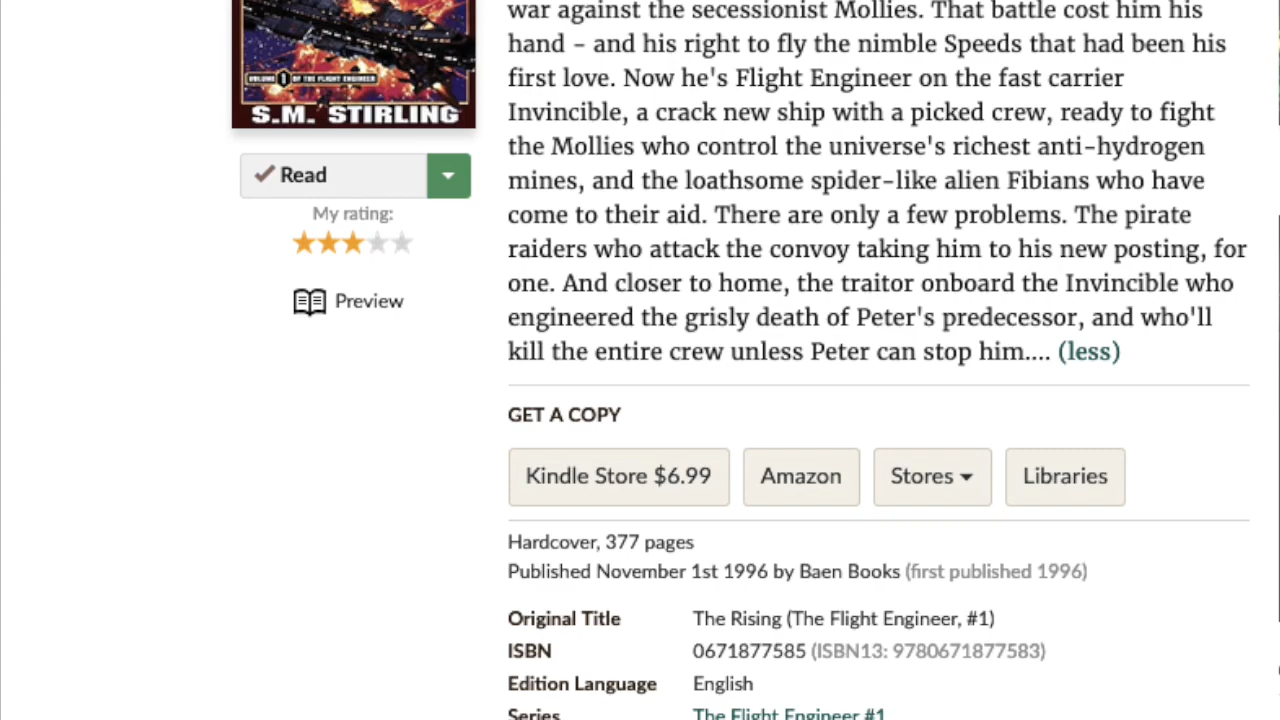 VOLUME 1 OF THE FLIGHT ENGINEER
S.M. STIRLING
Read
My rating:
Preview
war against the secessionist Mollies. That battle cost him his
hand - and his right to fly the nimble Speeds that had been his
first love. Now he's Flight Engineer on the fast carrier
Invincible, a crack new ship with a picked crew, ready to fight
the Mollies who control the universe's richest anti-hydrogen
mines, and the loathsome spider-like alien Fibians who have
come to their aid. There are only a few problems. The pirate
raiders who attack the convoy taking him to his new posting, for
one. And closer to home, the traitor onboard the Invincible who
engineered the grisly death of Peter's predecessor, and who'll
kill the entire crew unless Peter can stop him.... (less)
GET A COPY
Kindle Store $6.99 Amazon Stores Libraries
Hardcover, 377 pages
Published November 1st 1996 by Baen Books (first published 1996)
Original Title The Rising (The Flight Engineer, #1)
ISBN 0671877585 (ISBN13: 9780671877583)
Edition Language English
Series The Flight Engineer #1